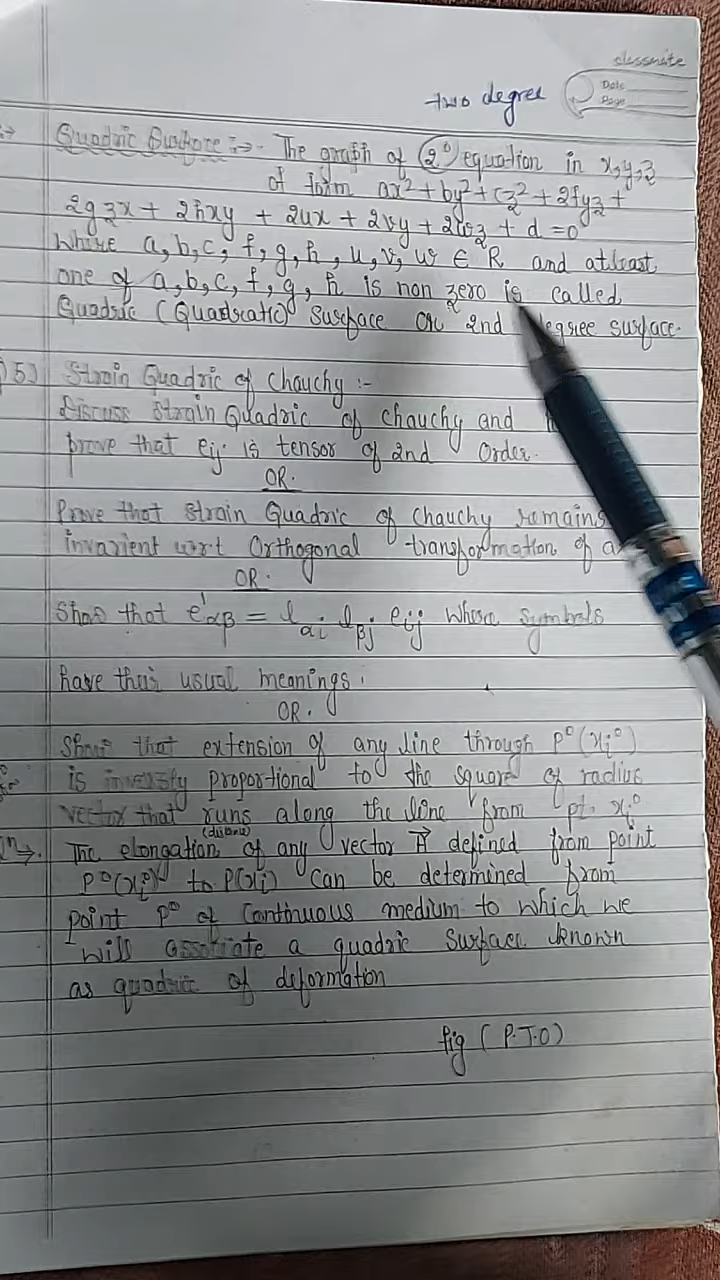 classmate
Date
Page
two degree
Quadric Surface :→ The graph of (2°) equation in x,y,z
of form ax² + by² + cz² + 2fyz +
2gzx + 2hxy + 2ux + 2vy + 2wz + d = 0
Where a, b, c, f, g, h, u, v, w ∈ R and atleast
one of a, b, c, f, g, h is non zero is called
Quadric (Quadratic) surface or 2nd degree surface.
5) Strain Quadric of Chauchy :-
Discuss strain Quadric of Chauchy and
prove that eij is tensor of 2nd Order.
OR.
Prove that strain Quadric of Chauchy remains
invarient w.r.t Orthogonal transformation of
OR.
Show that e'αβ = lαi lβj eij Where symbols
have their usual meanings.
OR.
Show that extension of any line through P°(xi°)
is inversly proportional to the square of radius
vector that runs along the line from pt. xi°
The elongation (distance) of any vector A⃗ defined from point
P°(xi°) to P(xi) can be determined from
point P° of Continuous medium to which we
will assotiate a quadric surface known
as quadric of deformation
fig (P.T.O)